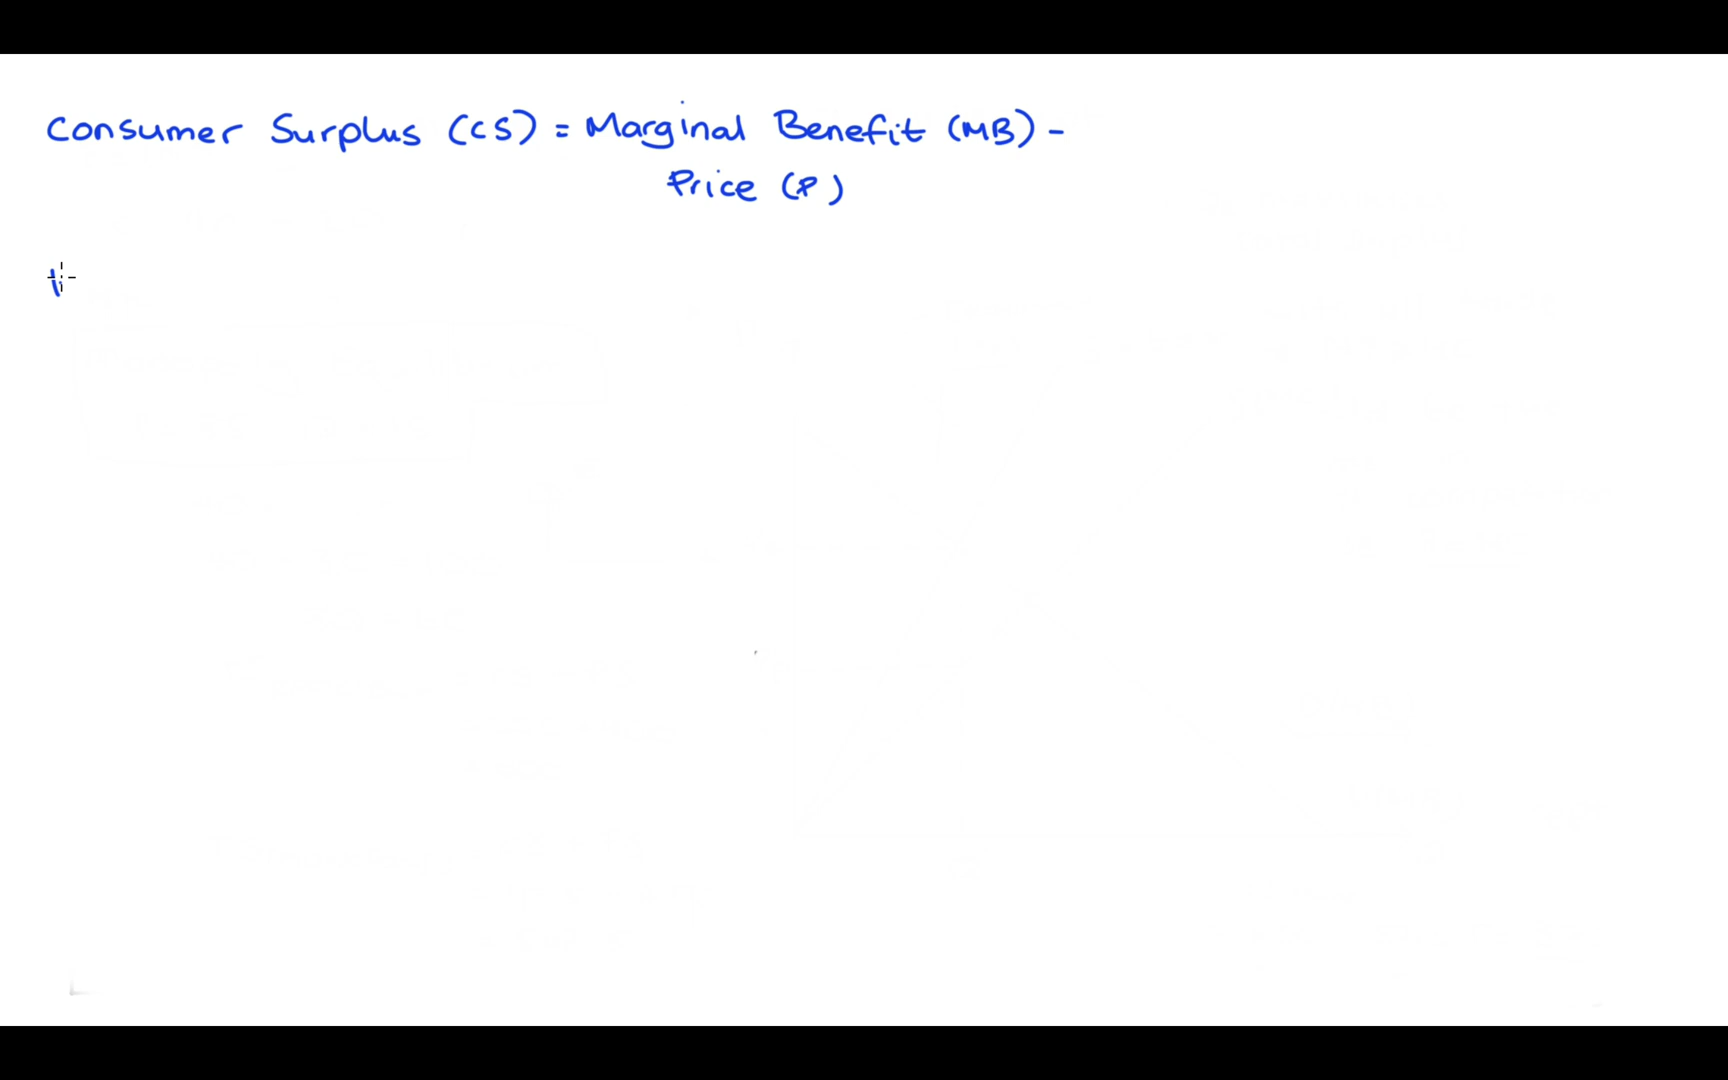 Consumer Surplus (CS) = Marginal Benefit (MB) -
Price (P)